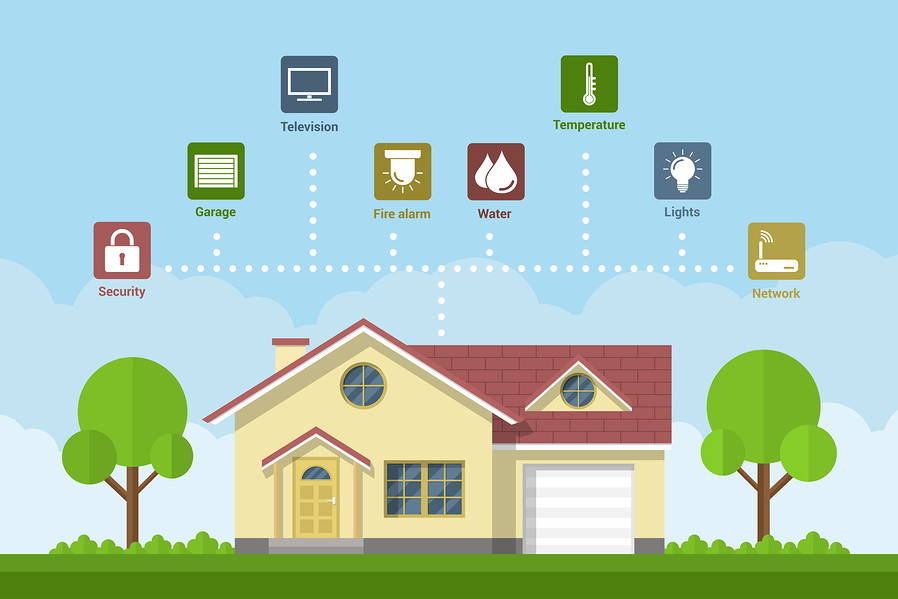 Television
Temperature
Garage
Fire alarm
Water
Lights
Security
Network